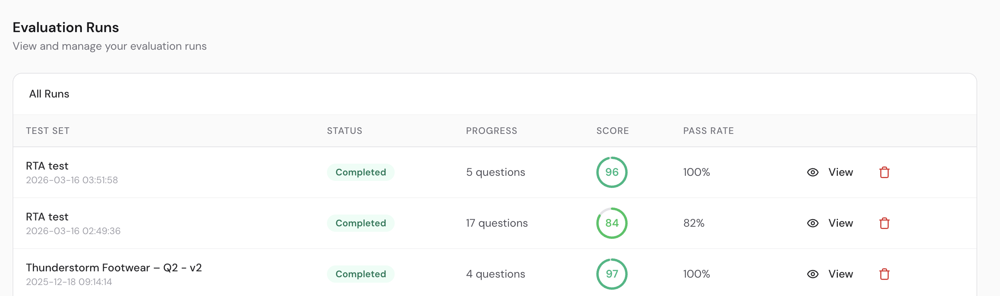 Evaluation Runs
View and manage your evaluation runs
All Runs
TEST SET STATUS PROGRESS SCORE PASS RATE
RTA test
2026-03-16 03:51:58
Completed 5 questions 96 100% View
RTA test
2026-03-16 02:49:36
Completed 17 questions 84 82% View
Thunderstorm Footwear – Q2 - v2
2025-12-18 09:14:14
Completed 4 questions 97 100% View